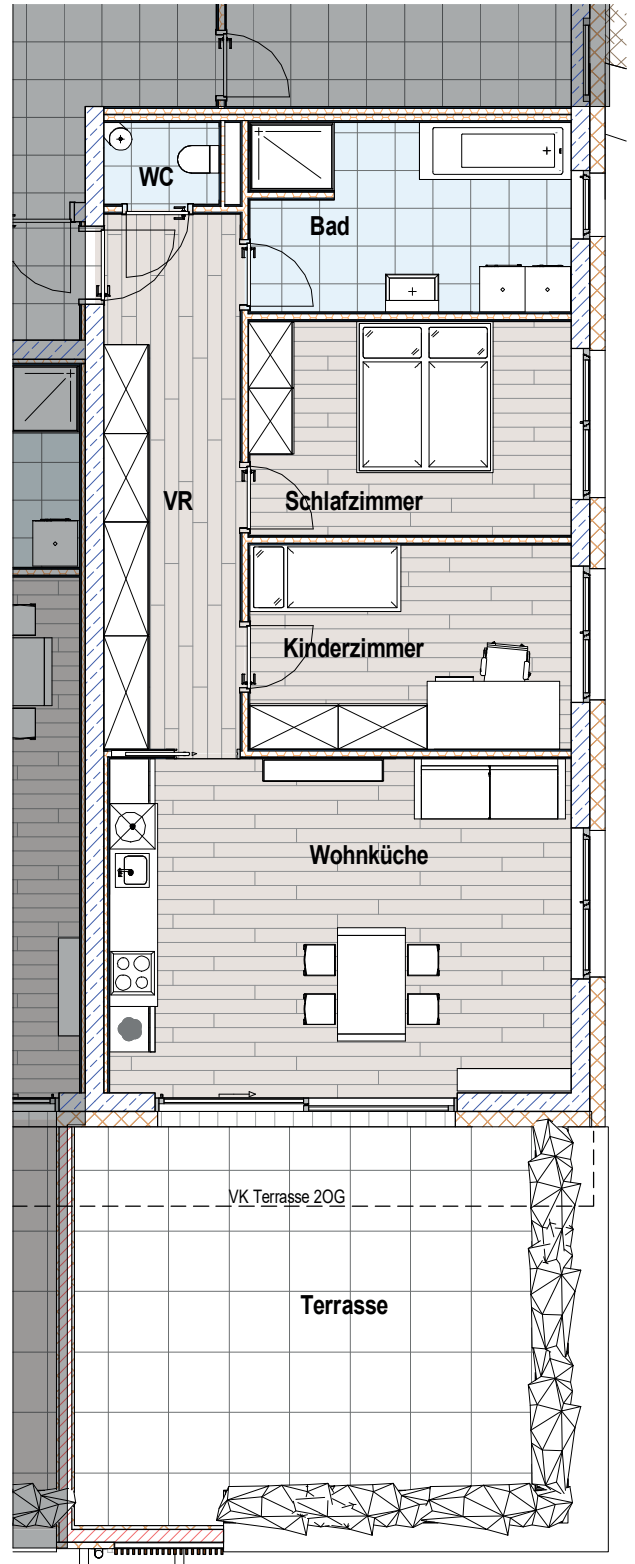 WC
Bad
VR
Schlafzimmer
Kinderzimmer
Wohnküche
VK Terrasse 2OG
Terrasse